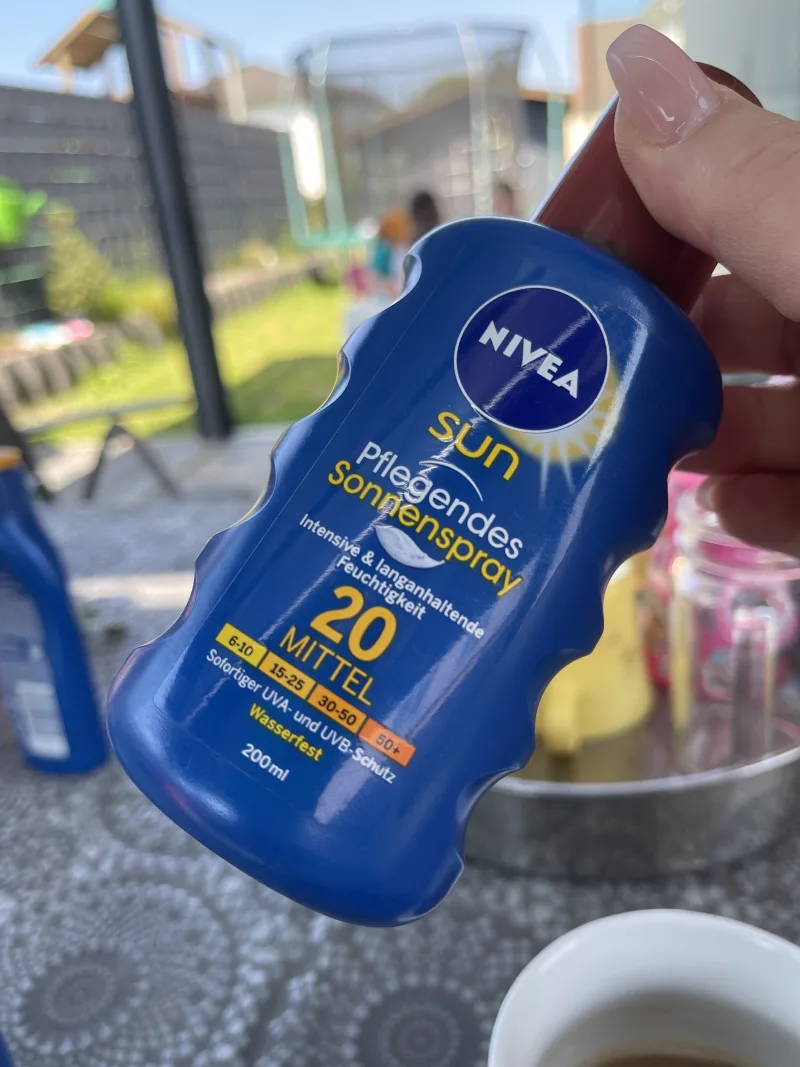 NIVEA
sun
Pflegendes
Sonnenspray
Intensive & langanhaltende
Feuchtigkeit
20
MITTEL
6-10 15-25 30-50 50+
Sofortiger UVA- und UVB-Schutz
Wasserfest
200ml